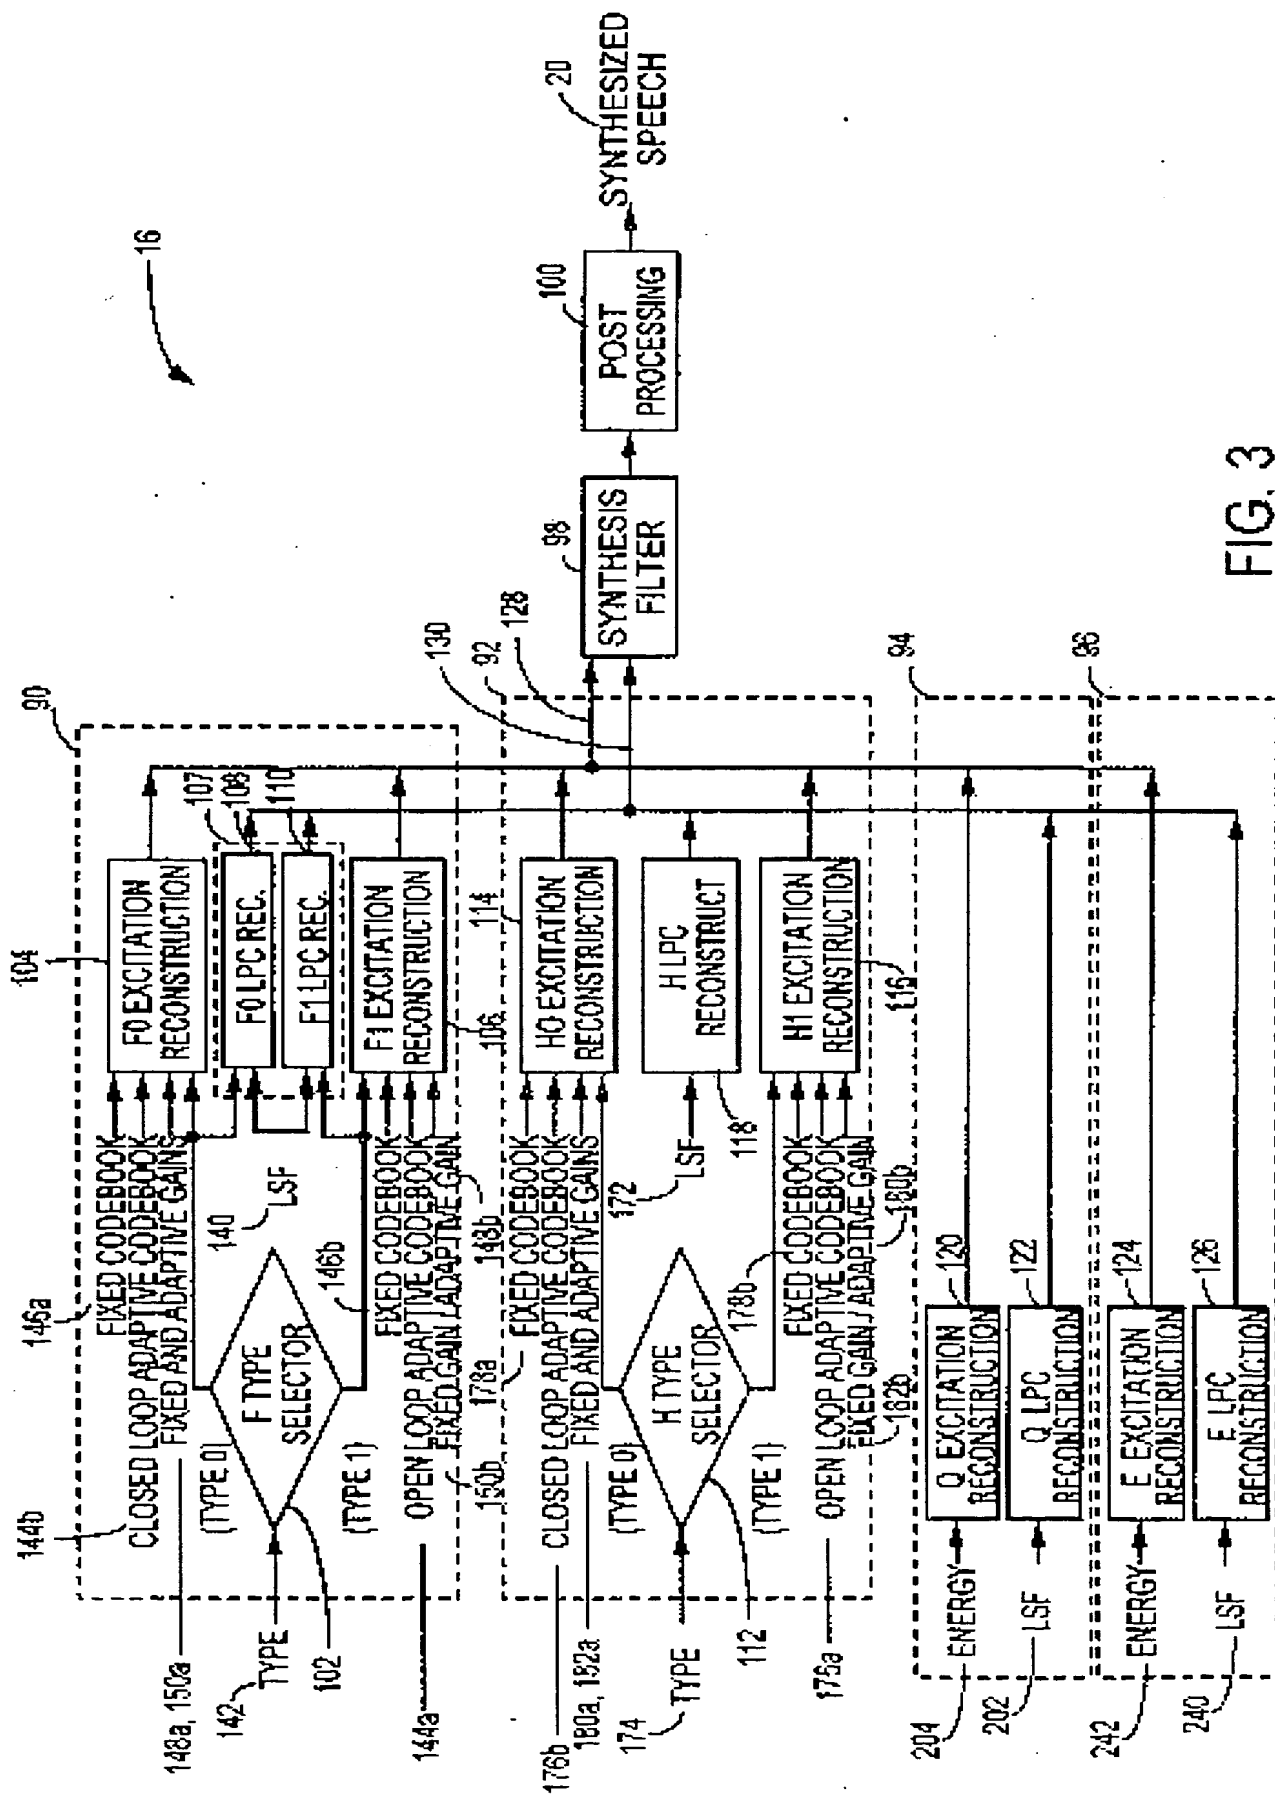 16
90
104
F0 EXCITATION
RECONSTRUCTION
107
108
F0 LPC REC.
110
F1 LPC REC.
F1 EXCITATION
RECONSTRUCTION
106
146a
FIXED CODEBOOK
144b
CLOSED LOOP ADAPTIVE CODEBOOK
148a, 150a
FIXED AND ADAPTIVE GAINS
(TYPE 0)
142
TYPE
F TYPE
SELECTOR
102
140
LSF
(TYPE 1)
146b
FIXED CODEBOOK
144a
OPEN LOOP ADAPTIVE CODEBOOK
150b
FIXED GAIN / ADAPTIVE GAIN
148b
92
130
128
114
H0 EXCITATION
RECONSTRUCTION
H LPC
RECONSTRUCT
118
H1 EXCITATION
RECONSTRUCTION
116
178a
FIXED CODEBOOK
176b
CLOSED LOOP ADAPTIVE CODEBOOK
180a, 182a
FIXED AND ADAPTIVE GAINS
(TYPE 0)
174
TYPE
H TYPE
SELECTOR
112
172
LSF
(TYPE 1)
178b
FIXED CODEBOOK
176a
OPEN LOOP ADAPTIVE CODEBOOK
182b
FIXED GAIN / ADAPTIVE GAIN
180b
94
204
ENERGY
Q EXCITATION
RECONSTRUCTION
120
202
LSF
Q LPC
RECONSTRUCTION
122
96
242
ENERGY
E EXCITATION
RECONSTRUCTION
124
240
LSF
E LPC
RECONSTRUCTION
126
98
SYNTHESIS
FILTER
100
POST
PROCESSING
20
SYNTHESIZED
SPEECH
FIG. 3